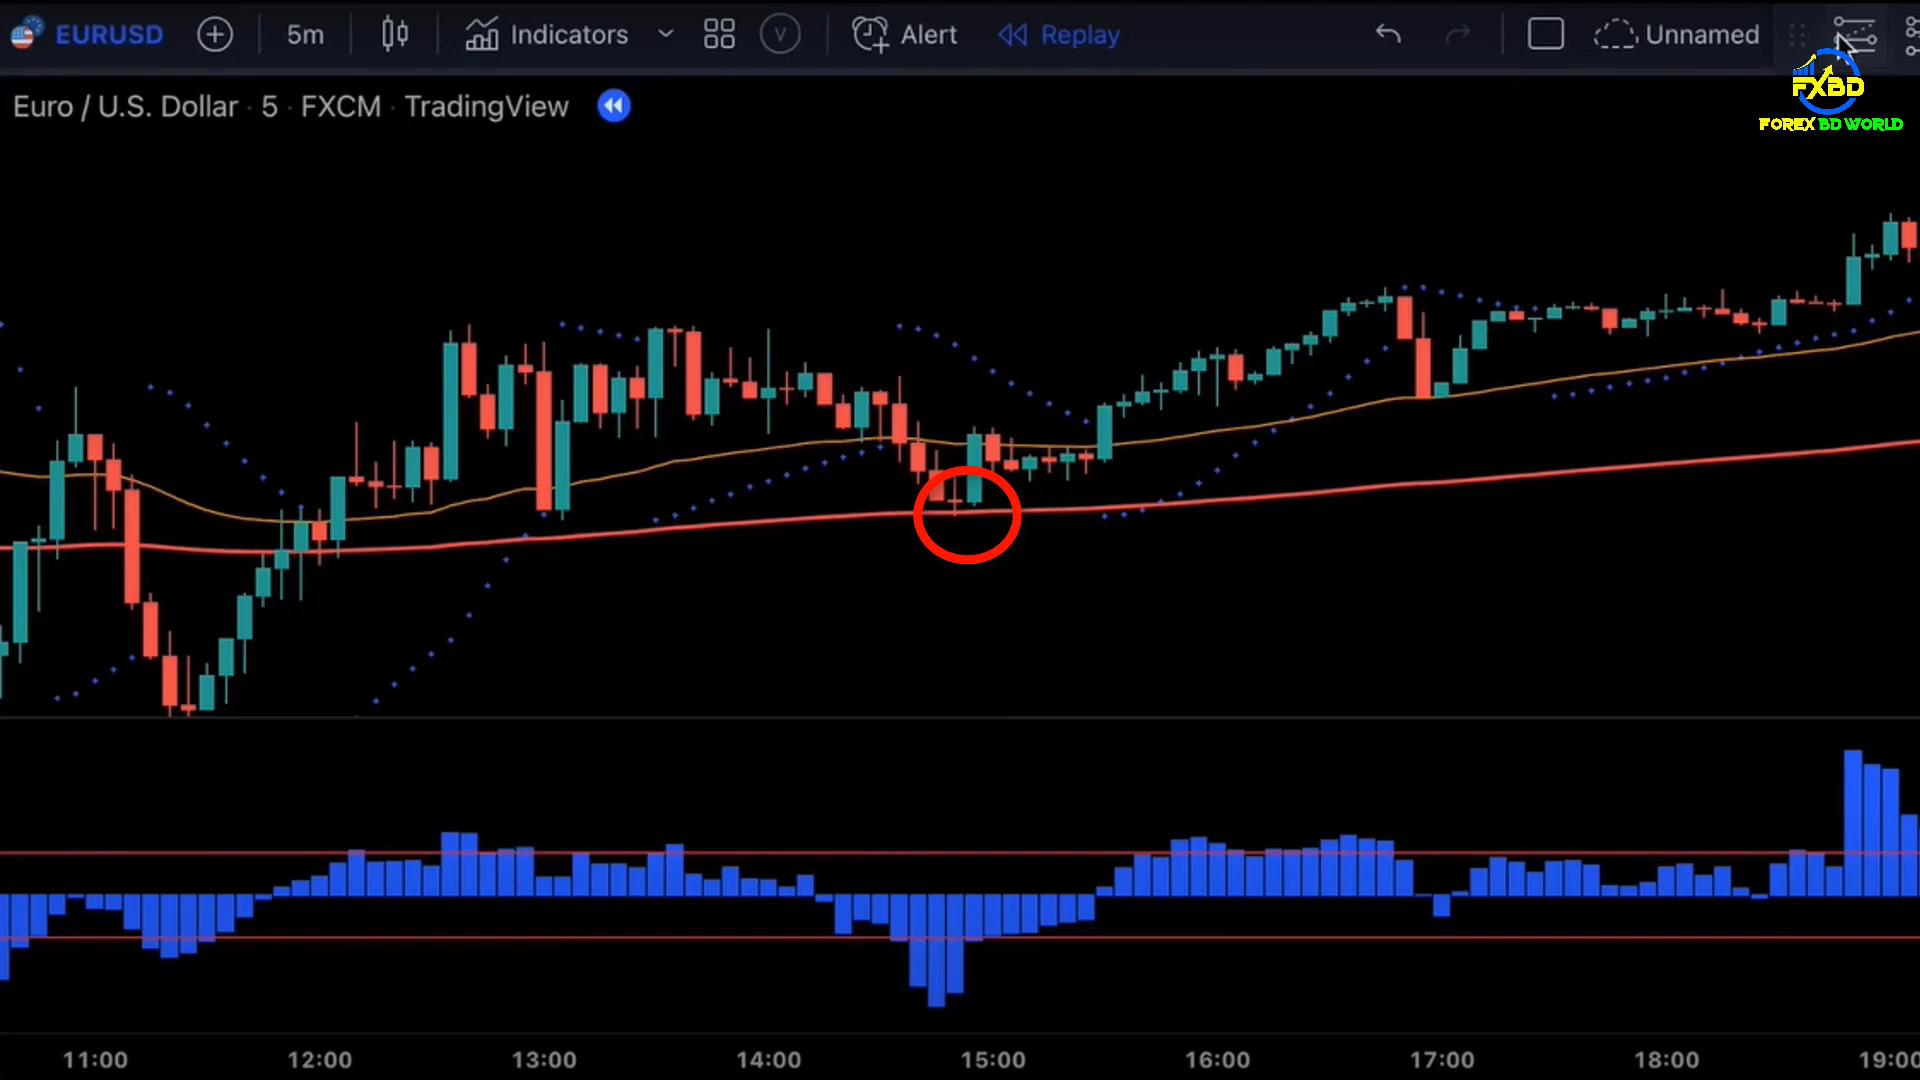 EURUSD 5m Indicators V Alert Replay Unnamed
Euro / U.S. Dollar · 5 · FXCM · TradingView
FXBD
FOREX BD WORLD
11:00 12:00 13:00 14:00 15:00 16:00 17:00 18:00 19:00